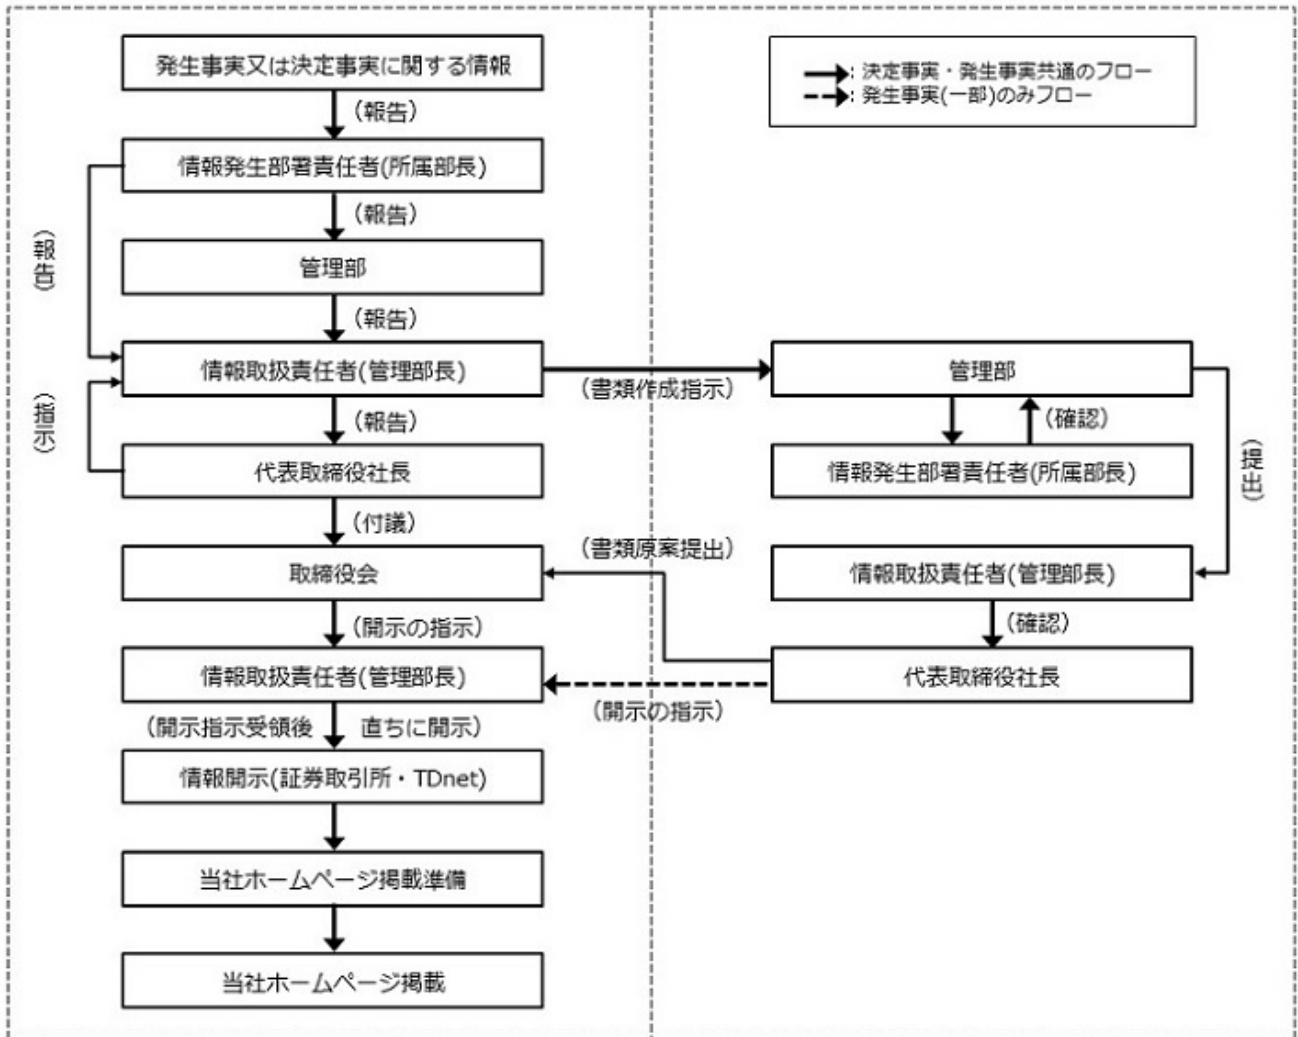 発生事実又は決定事実に関する情報
(報告)
情報発生部署責任者(所属部長)
(報告)
管理部
(報告)
(報告)
情報取扱責任者(管理部長)
(報告)
(指示)
代表取締役社長
(付議)
取締役会
(開示の指示)
情報取扱責任者(管理部長)
(開示指示受領後 直ちに開示)
情報開示(証券取引所・TDnet)
当社ホームページ掲載準備
当社ホームページ掲載
:決定事実・発生事実共通のフロー
:発生事実(一部)のみフロー
(書類作成指示)
管理部
(確認)
情報発生部署責任者(所属部長)
(提出)
(書類原案提出)
情報取扱責任者(管理部長)
(確認)
代表取締役社長
(開示の指示)